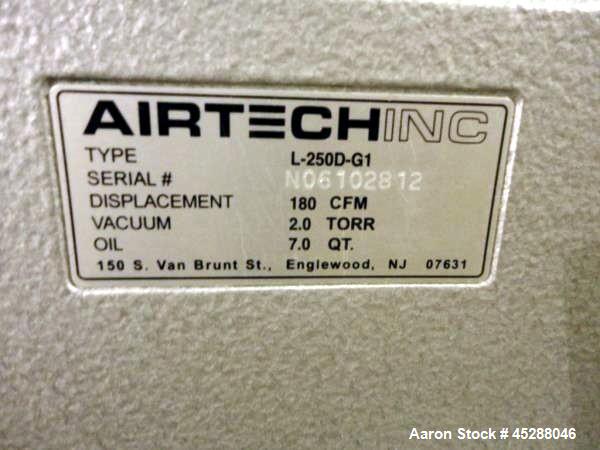 AIRTECHINC
TYPE L-250D-G1
SERIAL # N06102812
DISPLACEMENT 180 CFM
VACUUM 2.0 TORR
OIL 7.0 QT.
150 S. Van Brunt St., Englewood, NJ 07631
Aaron Stock # 45288046